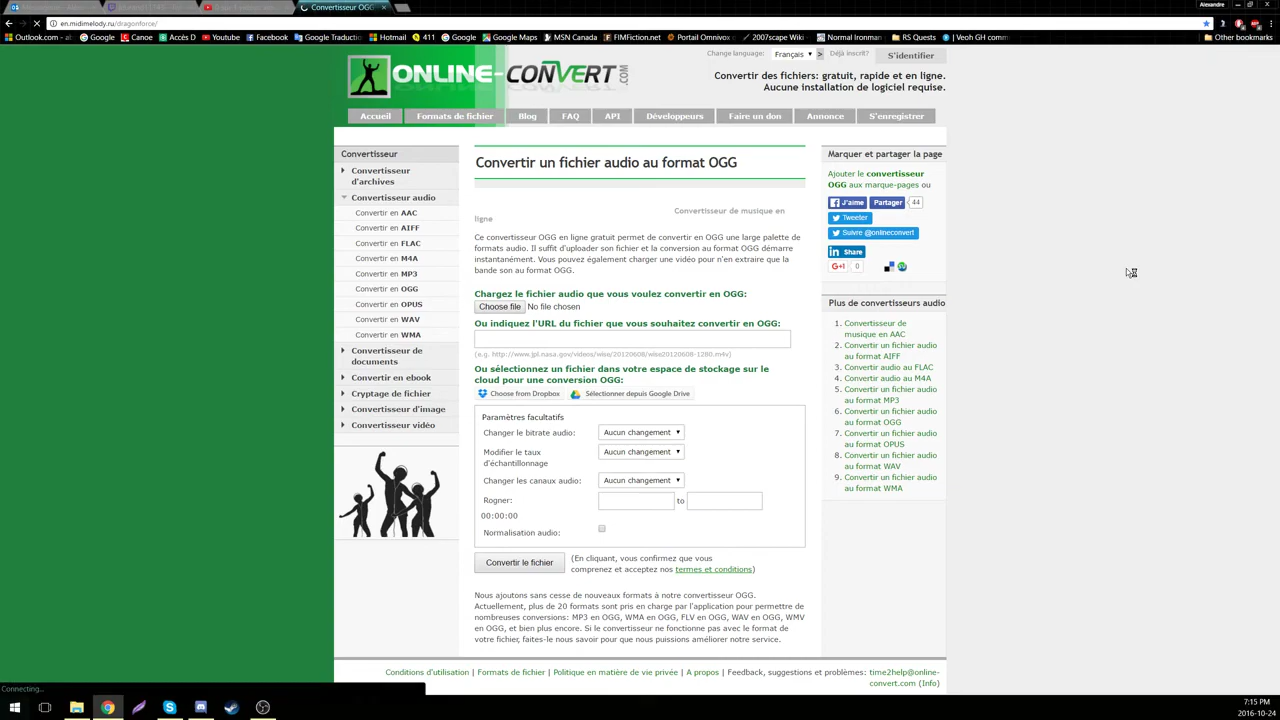 Convertisseur OGG
Alexandre
en.midimelody.ru/dragonforce/
Outlook.com - a
Google
Canoe
Accès D
Youtube
Facebook
Google Traductio
Hotmail
411
Google
Google Maps
MSN Canada
FIMFiction.net
Portail Omnivox
2007scape Wiki
Normal Ironman
RS Quests
Veoh GH comm
Other bookmarks
Change language:
Français
>
Déjà inscrit?
S'identifier
ONLINE-CONVERT.COM
Convertir des fichiers: gratuit, rapide et en ligne.
Aucune installation de logiciel requise.
Accueil
Formats de fichier
Blog
FAQ
API
Développeurs
Faire un don
Annonce
S'enregistrer
Convertisseur
Convertisseur
d'archives
Convertisseur audio
Convertir en AAC
Convertir en AIFF
Convertir en FLAC
Convertir en M4A
Convertir en MP3
Convertir en OGG
Convertir en OPUS
Convertir en WAV
Convertir en WMA
Convertisseur de
documents
Convertir en ebook
Cryptage de fichier
Convertisseur d'image
Convertisseur vidéo
Convertir un fichier audio au format OGG
Convertisseur de musique en
ligne
Ce convertisseur OGG en ligne gratuit permet de convertir en OGG une large palette de
formats audio. Il suffit d'uploader son fichier et la conversion au format OGG démarre
instantanément. Vous pouvez également charger une vidéo pour n'en extraire que la
bande son au format OGG.
Chargez le fichier audio que vous voulez convertir en OGG:
Choose file No file chosen
Ou indiquez l'URL du fichier que vous souhaitez convertir en OGG:
(e.g. http://www.jpl.nasa.gov/videos/wise/20120608/wise20120608-1280.m4v)
Ou sélectionnez un fichier dans votre espace de stockage sur le
cloud pour une conversion OGG:
Choose from Dropbox
Sélectionner depuis Google Drive
Paramètres facultatifs
Changer le bitrate audio:
Aucun changement
Modifier le taux
d'échantillonnage
Aucun changement
Changer les canaux audio:
Aucun changement
Rogner:
to
00:00:00
Normalisation audio:
Convertir le fichier
(En cliquant, vous confirmez que vous
comprenez et acceptez nos termes et conditions)
Nous ajoutons sans cesse de nouveaux formats à notre convertisseur OGG.
Actuellement, plus de 20 formats sont pris en charge par l'application pour permettre de
nombreuses conversions: MP3 en OGG, WMA en OGG, FLV en OGG, WAV en OGG, WMV
en OGG, et bien plus encore. Si le convertisseur ne fonctionne pas avec le format de
votre fichier, faites-le nous savoir pour que nous puissions améliorer notre service.
Marquer et partager la page
Ajouter le convertisseur
OGG aux marque-pages ou
J'aime
Partager
44
Tweeter
Suivre @onlineconvert
Share
G+1
0
Plus de convertisseurs audio
1. Convertisseur de
musique en AAC
2. Convertir un fichier audio
au format AIFF
3. Convertir audio au FLAC
4. Convertir audio de M4A
5. Convertir un fichier audio
au format MP3
6. Convertir un fichier audio
au format OGG
7. Convertir un fichier audio
au format OPUS
8. Convertir un fichier audio
au format WAV
9. Convertir un fichier audio
au format WMA
Conditions d'utilisation | Formats de fichier | Politique en matière de vie privée | A propos | Feedback, suggestions et problèmes: time2help@online-
convert.com (Info)
Connecting...
7:15 PM
2016-10-24